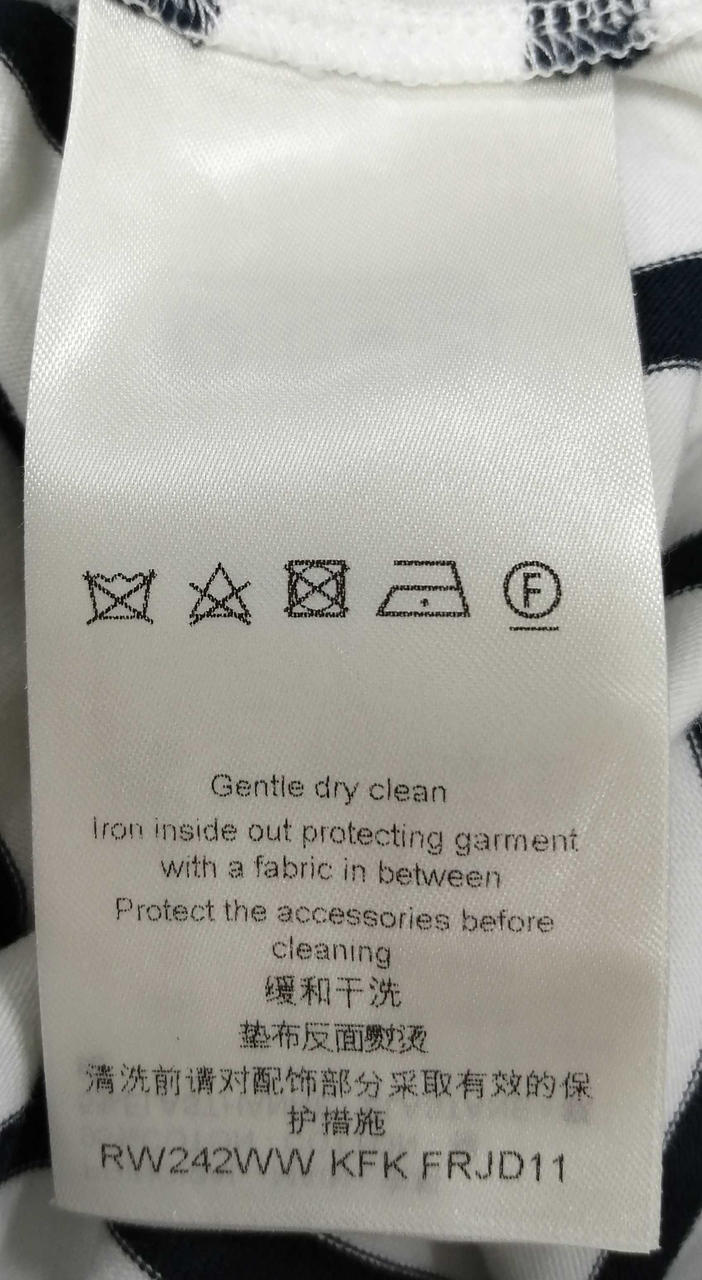 F
Gentle dry clean
Iron inside out protecting garment
with a fabric in between
Protect the accessories before
cleaning
缓和干洗
垫布反面熨烫
清洗前请对配饰部分采取有效的保
护措施
RW242WW KFK FRJD11